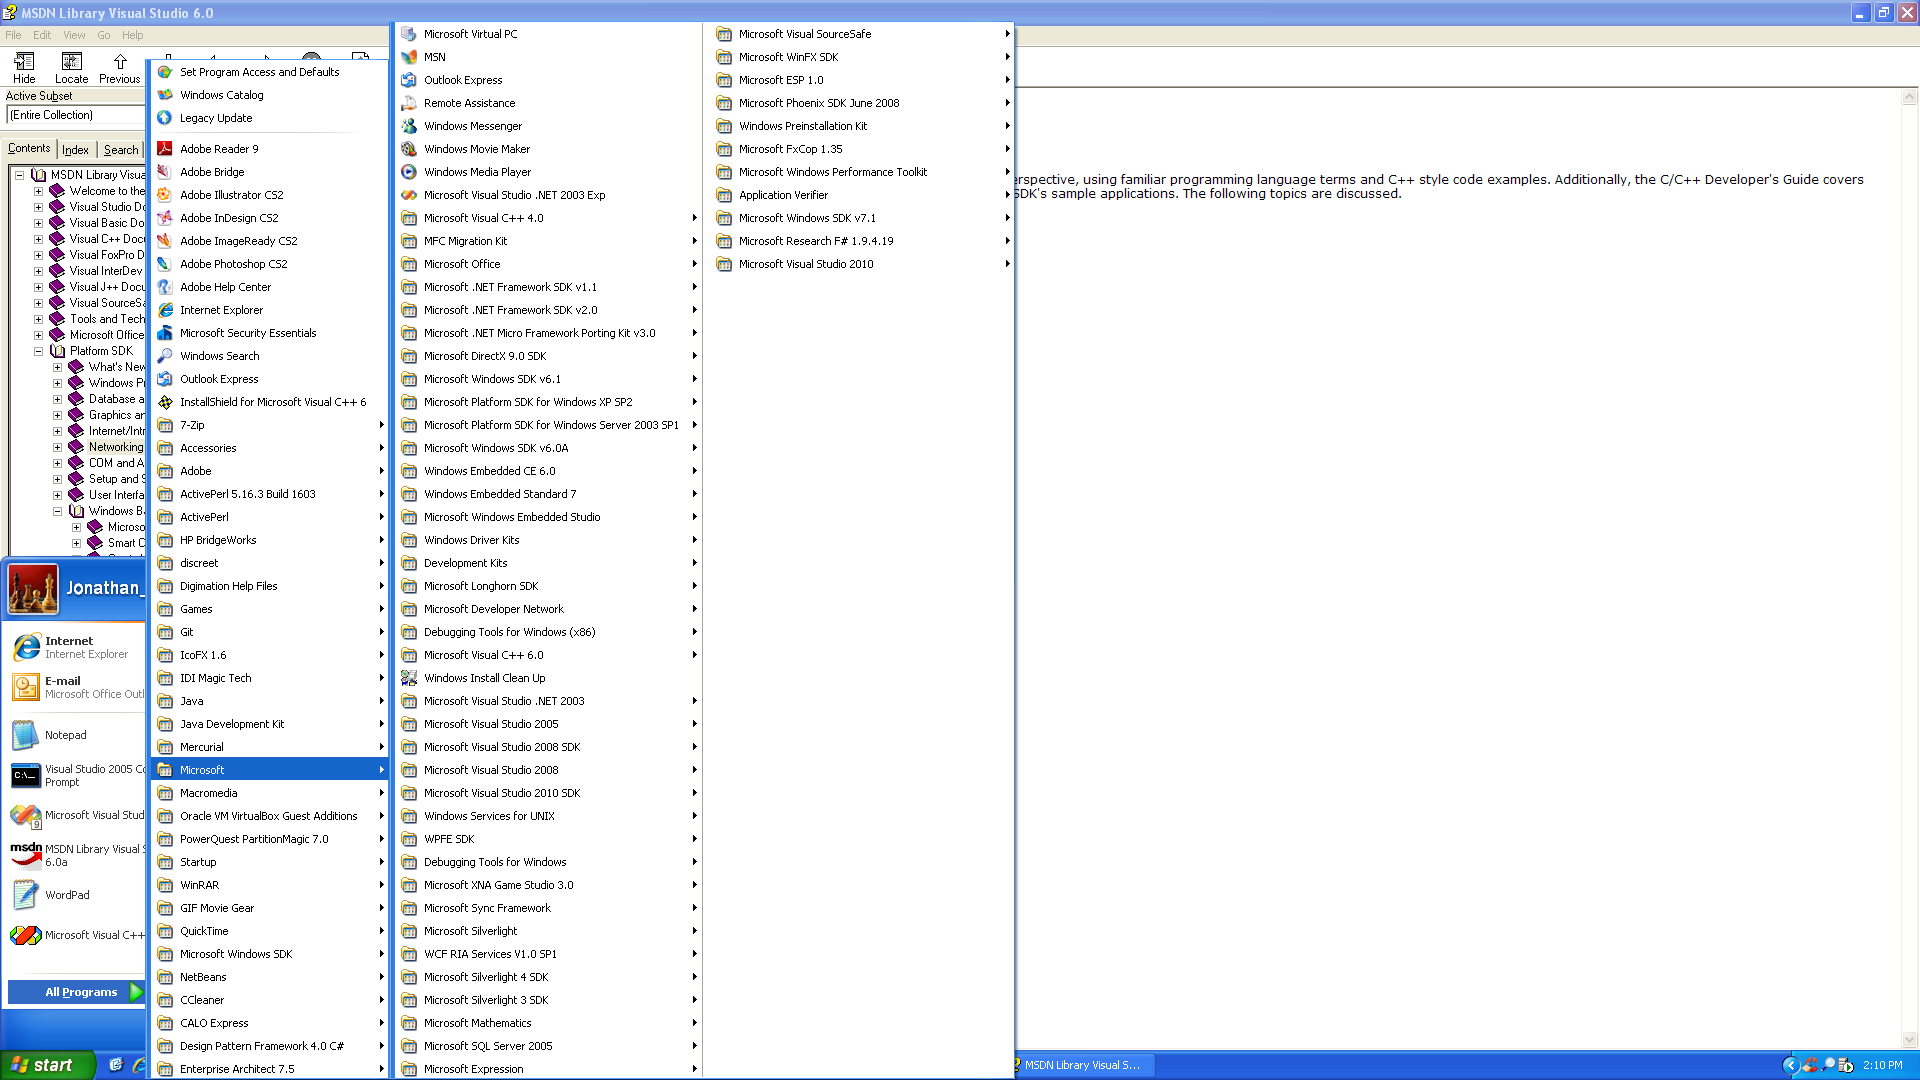 MSDN Library Visual Studio 6.0
File Edit View Go Help
Hide Locate Previous
Active Subset
(Entire Collection)
Contents Index Search
MSDN Library Visua
Welcome to the
Visual Studio Do
Visual Basic Do
Visual C++ Docu
Visual FoxPro D
Visual InterDev
Visual J++ Docu
Visual SourceSa
Tools and Tech
Microsoft Office
Platform SDK
What's New
Windows Pr
Database a
Graphics an
Internet/Intr
Networking
COM and A
Setup and S
User Interfa
Windows Ba
Microso
Smart C
Jonathan_
Internet
Internet Explorer
E-mail
Microsoft Office Outl
Notepad
Visual Studio 2005 Co
Prompt
Microsoft Visual Stud
9
msdn
MSDN Library Visual S
6.0a
WordPad
Microsoft Visual C++
All Programs
start
Set Program Access and Defaults
Windows Catalog
Legacy Update
Adobe Reader 9
Adobe Bridge
Adobe Illustrator CS2
Adobe InDesign CS2
Adobe ImageReady CS2
Adobe Photoshop CS2
Adobe Help Center
Internet Explorer
Microsoft Security Essentials
Windows Search
Outlook Express
InstallShield for Microsoft Visual C++ 6
7-Zip
Accessories
Adobe
ActivePerl 5.16.3 Build 1603
ActivePerl
HP BridgeWorks
discreet
Digimation Help Files
Games
Git
IcoFX 1.6
IDI Magic Tech
Java
Java Development Kit
Mercurial
Microsoft
Macromedia
Oracle VM VirtualBox Guest Additions
PowerQuest PartitionMagic 7.0
Startup
WinRAR
GIF Movie Gear
QuickTime
Microsoft Windows SDK
NetBeans
CCleaner
CALO Express
Design Pattern Framework 4.0 C#
Enterprise Architect 7.5
Microsoft Virtual PC
MSN
Outlook Express
Remote Assistance
Windows Messenger
Windows Movie Maker
Windows Media Player
Microsoft Visual Studio .NET 2003 Exp
Microsoft Visual C++ 4.0
MFC Migration Kit
Microsoft Office
Microsoft .NET Framework SDK v1.1
Microsoft .NET Framework SDK v2.0
Microsoft .NET Micro Framework Porting Kit v3.0
Microsoft DirectX 9.0 SDK
Microsoft Windows SDK v6.1
Microsoft Platform SDK for Windows XP SP2
Microsoft Platform SDK for Windows Server 2003 SP1
Microsoft Windows SDK v6.0A
Windows Embedded CE 6.0
Windows Embedded Standard 7
Microsoft Windows Embedded Studio
Windows Driver Kits
Development Kits
Microsoft Longhorn SDK
Microsoft Developer Network
Debugging Tools for Windows (x86)
Microsoft Visual C++ 6.0
Windows Install Clean Up
Microsoft Visual Studio .NET 2003
Microsoft Visual Studio 2005
Microsoft Visual Studio 2008 SDK
Microsoft Visual Studio 2008
Microsoft Visual Studio 2010 SDK
Windows Services for UNIX
WPFE SDK
Debugging Tools for Windows
Microsoft XNA Game Studio 3.0
Microsoft Sync Framework
Microsoft Silverlight
WCF RIA Services V1.0 SP1
Microsoft Silverlight 4 SDK
Microsoft Silverlight 3 SDK
Microsoft Mathematics
Microsoft SQL Server 2005
Microsoft Expression
Microsoft Visual SourceSafe
Microsoft WinFX SDK
Microsoft ESP 1.0
Microsoft Phoenix SDK June 2008
Windows Preinstallation Kit
Microsoft FxCop 1.35
Microsoft Windows Performance Toolkit
Application Verifier
Microsoft Windows SDK v7.1
Microsoft Research F# 1.9.4.19
Microsoft Visual Studio 2010
erspective, using familiar programming language terms and C++ style code examples. Additionally, the C/C++ Developer's Guide covers
SDK's sample applications. The following topics are discussed.
MSDN Library Visual S...
2:10 PM